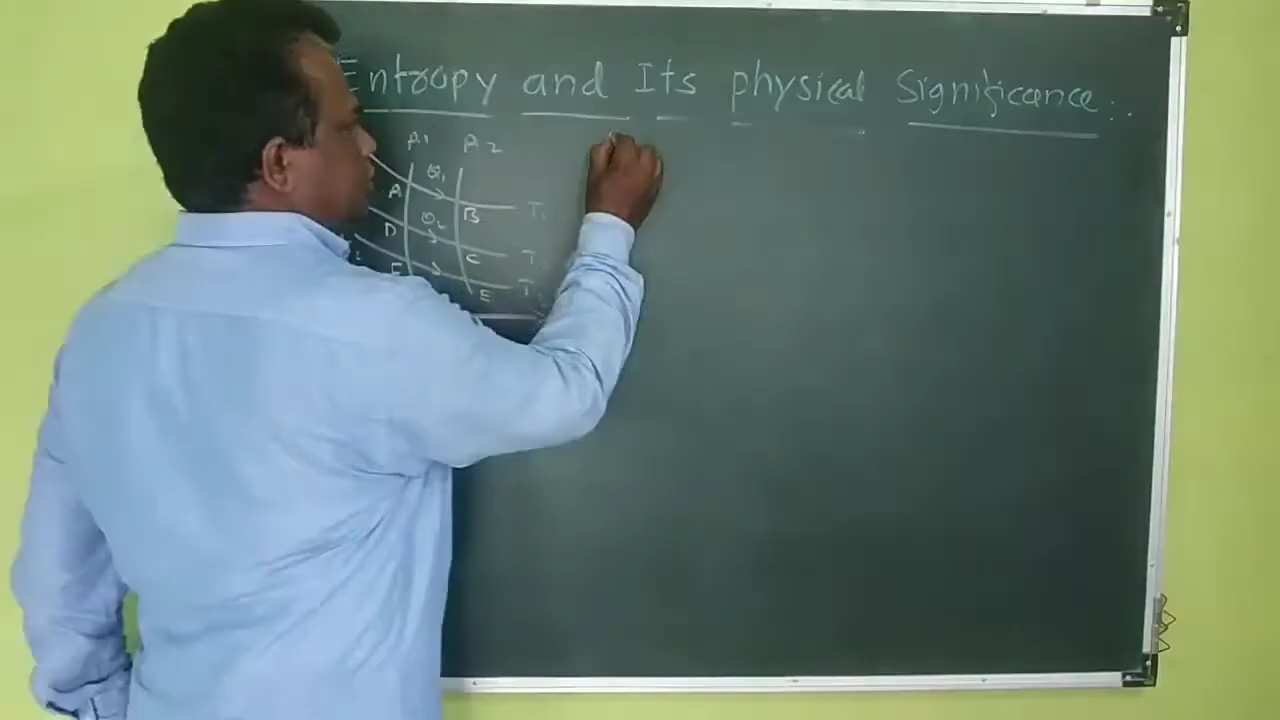 Entropy and Its physical Significance:.
A1 A2
Q1
A
B T1
Q2
D
C T
F
E T